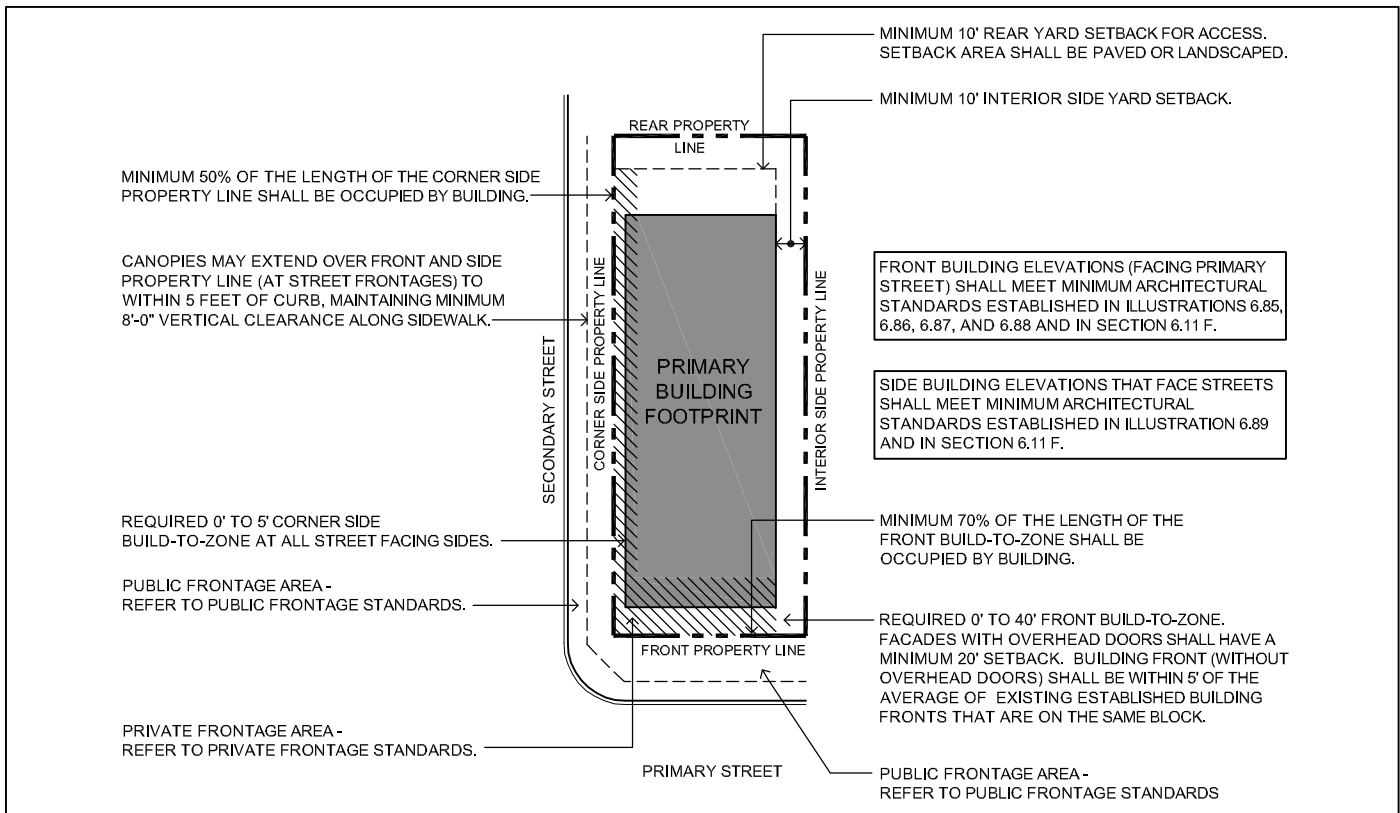 MINIMUM 10' REAR YARD SETBACK FOR ACCESS.
SETBACK AREA SHALL BE PAVED OR LANDSCAPED.
MINIMUM 10' INTERIOR SIDE YARD SETBACK.
REAR PROPERTY
LINE
MINIMUM 50% OF THE LENGTH OF THE CORNER SIDE
PROPERTY LINE SHALL BE OCCUPIED BY BUILDING.
CANOPIES MAY EXTEND OVER FRONT AND SIDE
PROPERTY LINE (AT STREET FRONTAGES) TO
WITHIN 5 FEET OF CURB, MAINTAINING MINIMUM
8'-0" VERTICAL CLEARANCE ALONG SIDEWALK.
SECONDARY STREET
CORNER SIDE PROPERTY LINE
PRIMARY
BUILDING
FOOTPRINT
INTERIOR SIDE PROPERTY LINE
FRONT BUILDING ELEVATIONS (FACING PRIMARY
STREET) SHALL MEET MINIMUM ARCHITECTURAL
STANDARDS ESTABLISHED IN ILLUSTRATIONS 6.85,
6.86, 6.87, AND 6.88 AND IN SECTION 6.11 F.
SIDE BUILDING ELEVATIONS THAT FACE STREETS
SHALL MEET MINIMUM ARCHITECTURAL
STANDARDS ESTABLISHED IN ILLUSTRATION 6.89
AND IN SECTION 6.11 F.
REQUIRED 0' TO 5' CORNER SIDE
BUILD-TO-ZONE AT ALL STREET FACING SIDES.
PUBLIC FRONTAGE AREA -
REFER TO PUBLIC FRONTAGE STANDARDS.
MINIMUM 70% OF THE LENGTH OF THE
FRONT BUILD-TO-ZONE SHALL BE
OCCUPIED BY BUILDING.
REQUIRED 0' TO 40' FRONT BUILD-TO-ZONE.
FACADES WITH OVERHEAD DOORS SHALL HAVE A
MINIMUM 20' SETBACK. BUILDING FRONT (WITHOUT
OVERHEAD DOORS) SHALL BE WITHIN 5' OF THE
AVERAGE OF EXISTING ESTABLISHED BUILDING
FRONTS THAT ARE ON THE SAME BLOCK.
FRONT PROPERTY LINE
PRIVATE FRONTAGE AREA -
REFER TO PRIVATE FRONTAGE STANDARDS.
PRIMARY STREET
PUBLIC FRONTAGE AREA -
REFER TO PUBLIC FRONTAGE STANDARDS